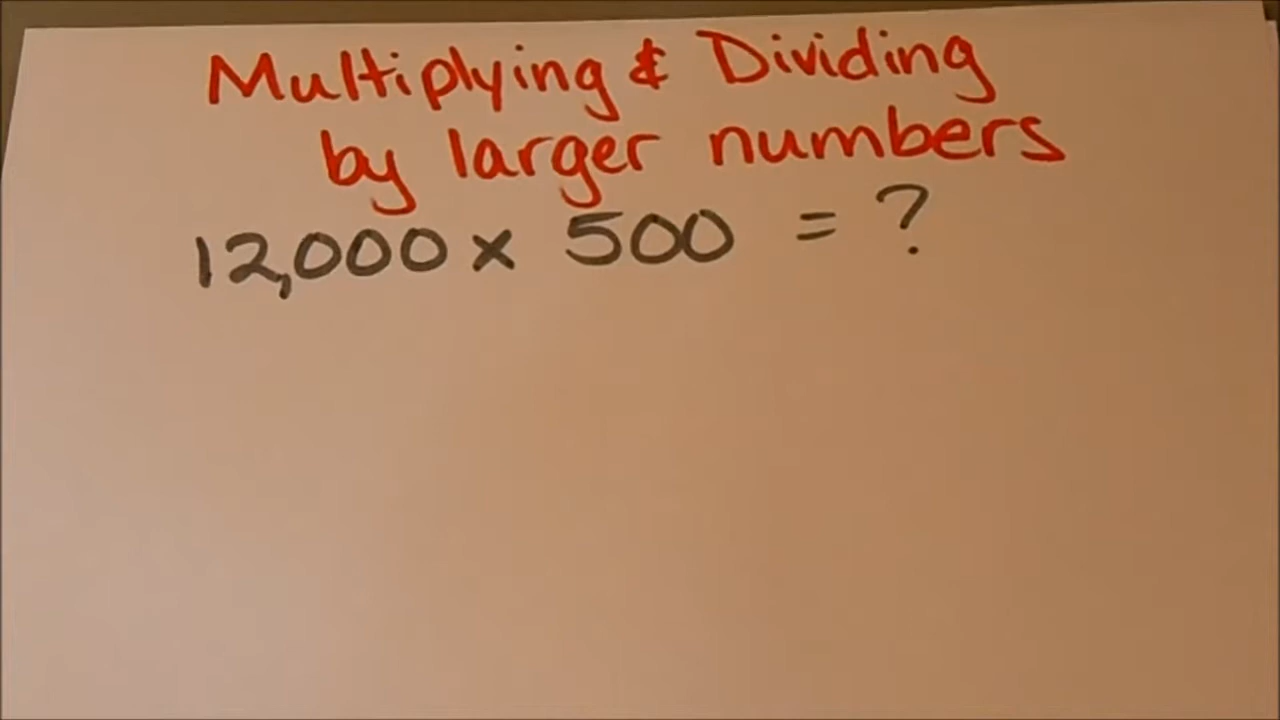 Multiplying & Dividing
by larger numbers
12,000 x 500 = ?